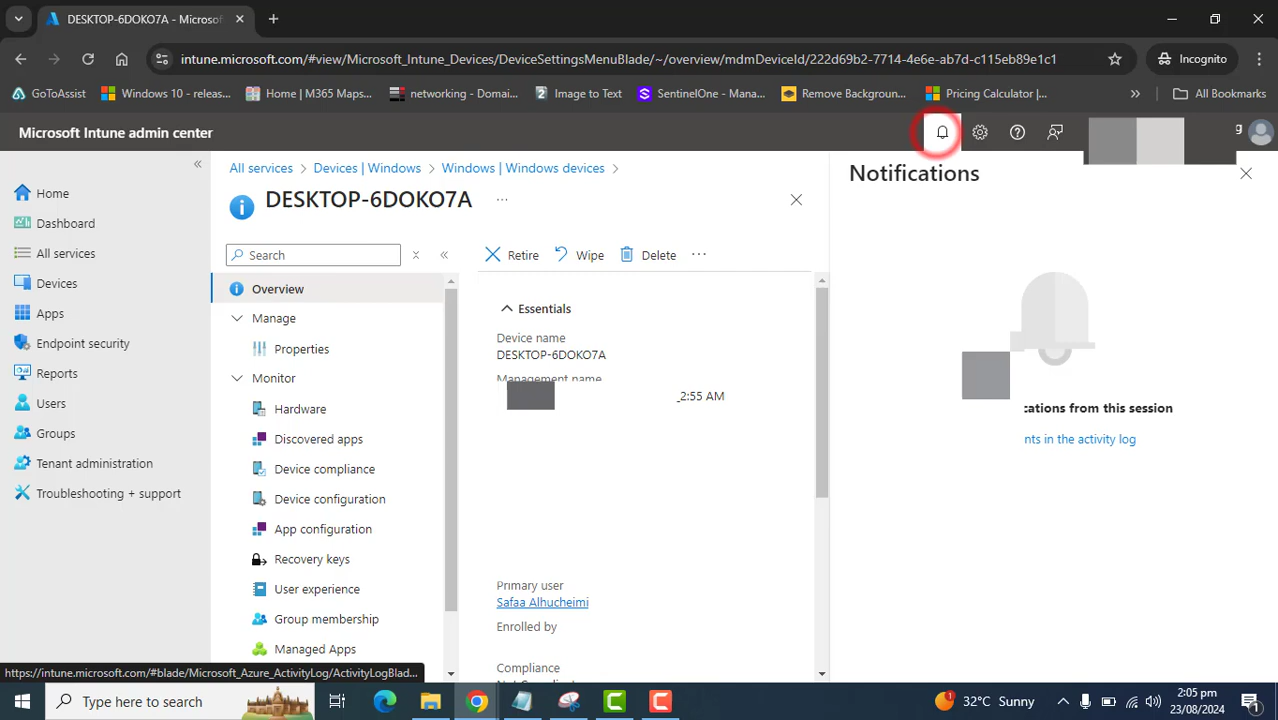 DESKTOP-6DOKO7A - Microsof
intune.microsoft.com/#view/Microsoft_Intune_Devices/DeviceSettingsMenuBlade/~/overview/mdmDeviceId/222d69b2-7714-4e6e-ab7d-c115eb89e1c1
Incognito
GoToAssist
Windows 10 - releas...
Home | M365 Maps...
networking - Domai...
Image to Text
SentinelOne - Mana...
Remove Backgroun...
Pricing Calculator |...
All Bookmarks
Microsoft Intune admin center
g
All services
Devices | Windows
Windows | Windows devices
Notifications
DESKTOP-6DOKO7A
Home
Dashboard
All services
Devices
Apps
Endpoint security
Reports
Users
Groups
Tenant administration
Troubleshooting + support
Search
Overview
Manage
Properties
Monitor
Hardware
Discovered apps
Device compliance
Device configuration
App configuration
Recovery keys
User experience
Group membership
Managed Apps
Retire
Wipe
Delete
Essentials
Device name
DESKTOP-6DOKO7A
Management name
2:55 AM
Primary user
Safaa Alhucheimi
Enrolled by
Compliance
cations from this session
nts in the activity log
https://intune.microsoft.com/#blade/Microsoft_Azure_ActivityLog/ActivityLogBlad...
Type here to search
1
32°C Sunny
2:05 pm
23/08/2024
1